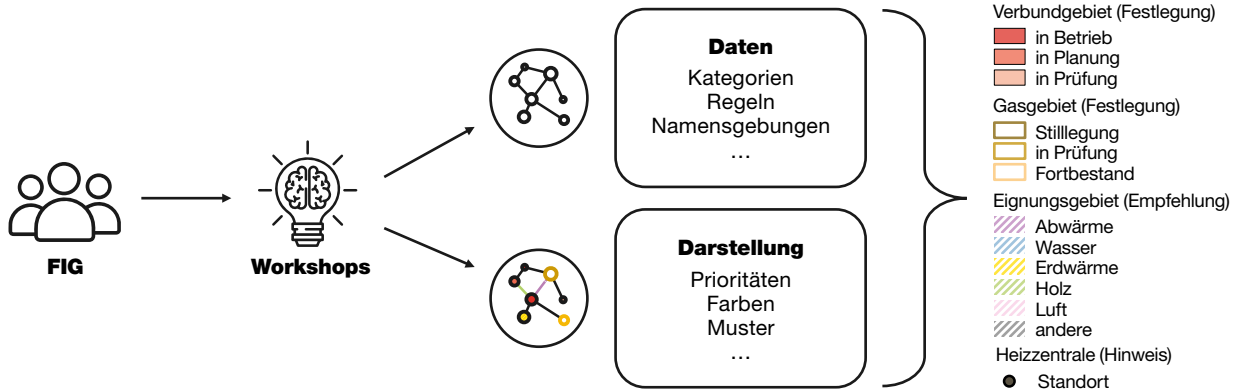 FIG
Workshops
Daten
Kategorien
Regeln
Namensgebungen
...
Darstellung
Prioritäten
Farben
Muster
...
Verbundgebiet (Festlegung)
in Betrieb
in Planung
in Prüfung
Gasgebiet (Festlegung)
Stilllegung
in Prüfung
Fortbestand
Eignungsgebiet (Empfehlung)
Abwärme
Wasser
Erdwärme
Holz
Luft
andere
Heizzentrale (Hinweis)
Standort